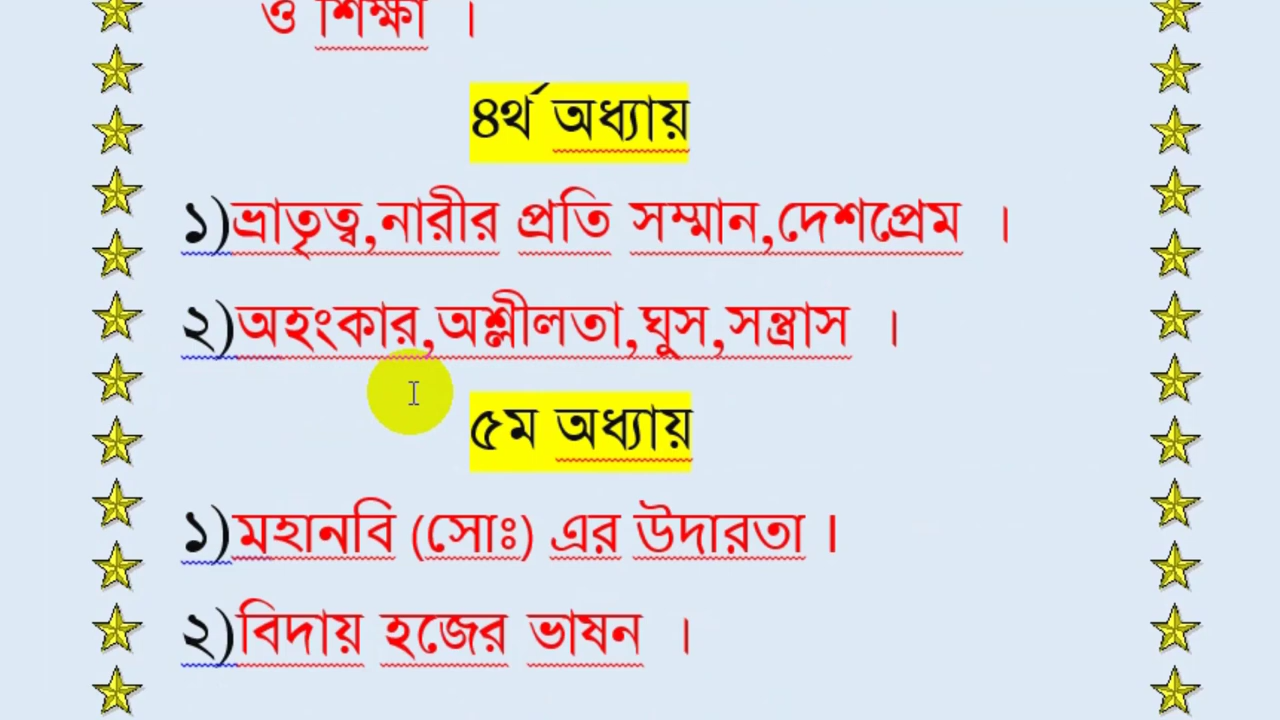 ও শিক্ষা ।
৪র্থ অধ্যায়
১)ভ্রাতৃত্ব,নারীর প্রতি সম্মান,দেশপ্রেম ।
২)অহংকার,অশ্লীলতা,ঘুস,সন্ত্রাস ।
৫ম অধ্যায়
১)মহানবি (সোঃ) এর উদারতা ।
২)বিদায় হজের ভাষন ।